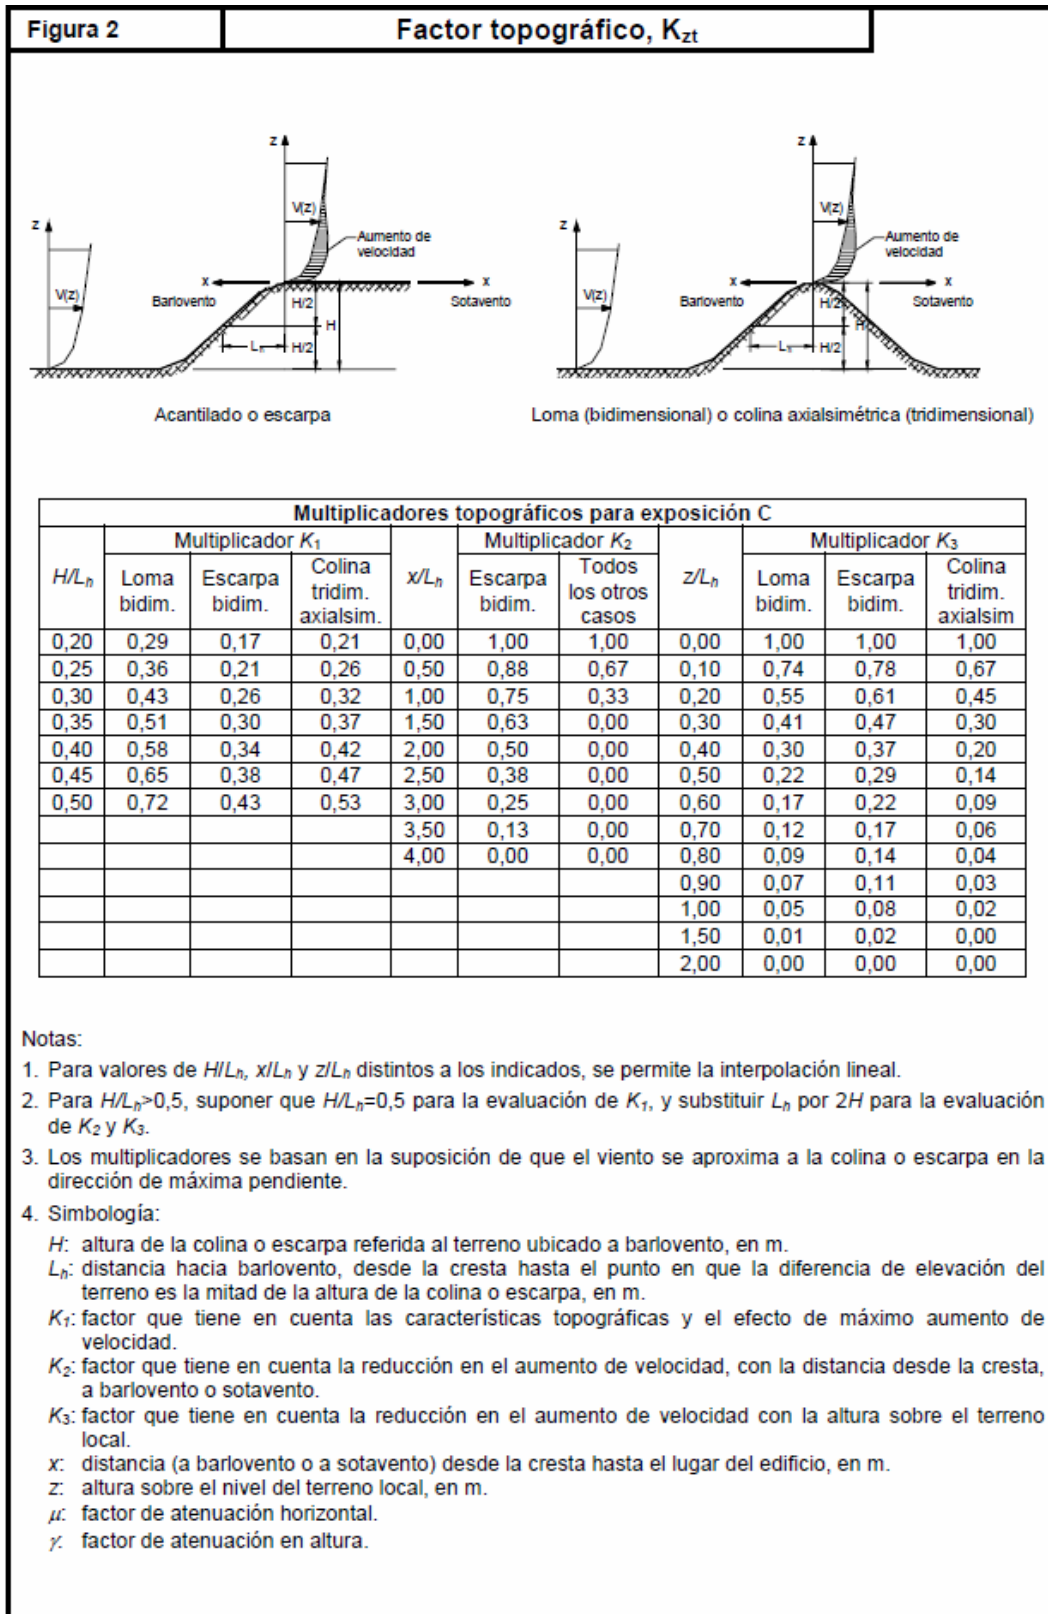 Figura 2
Factor topográfico, Kzt
z
V(z)
Aumento de
velocidad
z
V(z)
x
x
Barlovento
Sotavento
H/2
H
Lh
H/2
Acantilado o escarpa
z
V(z)
Aumento de
velocidad
z
V(z)
x
x
Barlovento
Sotavento
H/2
H
Lh
H/2
Loma (bidimensional) o colina axialsimétrica (tridimensional)
Multiplicadores topográficos para exposición C
H/Lh Multiplicador K1 x/Lh Multiplicador K2 z/Lh Multiplicador K3
Loma bidim. Escarpa bidim. Colina tridim. axialsim. Escarpa bidim. Todos los otros casos Loma bidim. Escarpa bidim. Colina tridim. axialsim
0,20 0,29 0,17 0,21 0,00 1,00 1,00 0,00 1,00 1,00 1,00
0,25 0,36 0,21 0,26 0,50 0,88 0,67 0,10 0,74 0,78 0,67
0,30 0,43 0,26 0,32 1,00 0,75 0,33 0,20 0,55 0,61 0,45
0,35 0,51 0,30 0,37 1,50 0,63 0,00 0,30 0,41 0,47 0,30
0,40 0,58 0,34 0,42 2,00 0,50 0,00 0,40 0,30 0,37 0,20
0,45 0,65 0,38 0,47 2,50 0,38 0,00 0,50 0,22 0,29 0,14
0,50 0,72 0,43 0,53 3,00 0,25 0,00 0,60 0,17 0,22 0,09
3,50 0,13 0,00 0,70 0,12 0,17 0,06
4,00 0,00 0,00 0,80 0,09 0,14 0,04
0,90 0,07 0,11 0,03
1,00 0,05 0,08 0,02
1,50 0,01 0,02 0,00
2,00 0,00 0,00 0,00
Notas:
1. Para valores de H/Lh, x/Lh y z/Lh distintos a los indicados, se permite la interpolación lineal.
2. Para H/Lh>0,5, suponer que H/Lh=0,5 para la evaluación de K1, y substituir Lh por 2H para la evaluación
de K2 y K3.
3. Los multiplicadores se basan en la suposición de que el viento se aproxima a la colina o escarpa en la
dirección de máxima pendiente.
4. Simbología:
H: altura de la colina o escarpa referida al terreno ubicado a barlovento, en m.
Lh: distancia hacia barlovento, desde la cresta hasta el punto en que la diferencia de elevación del
terreno es la mitad de la altura de la colina o escarpa, en m.
K1: factor que tiene en cuenta las características topográficas y el efecto de máximo aumento de
velocidad.
K2: factor que tiene en cuenta la reducción en el aumento de velocidad, con la distancia desde la cresta,
a barlovento o sotavento.
K3: factor que tiene en cuenta la reducción en el aumento de velocidad con la altura sobre el terreno
local.
x: distancia (a barlovento o a sotavento) desde la cresta hasta el lugar del edificio, en m.
z: altura sobre el nivel del terreno local, en m.
μ: factor de atenuación horizontal.
γ: factor de atenuación en altura.